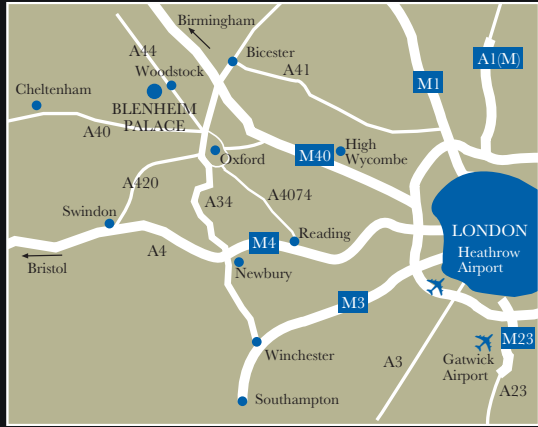 Birmingham
A44
Bicester
A1(M)
Woodstock
A41
M1
Cheltenham
BLENHEIM
PALACE
A40
High
Wycombe
M40
Oxford
A420
A4074
A34
Swindon
Reading
LONDON
M4
A4
Heathrow
Airport
Bristol
Newbury
M3
M23
Winchester
A3
Gatwick
Airport
A23
Southampton